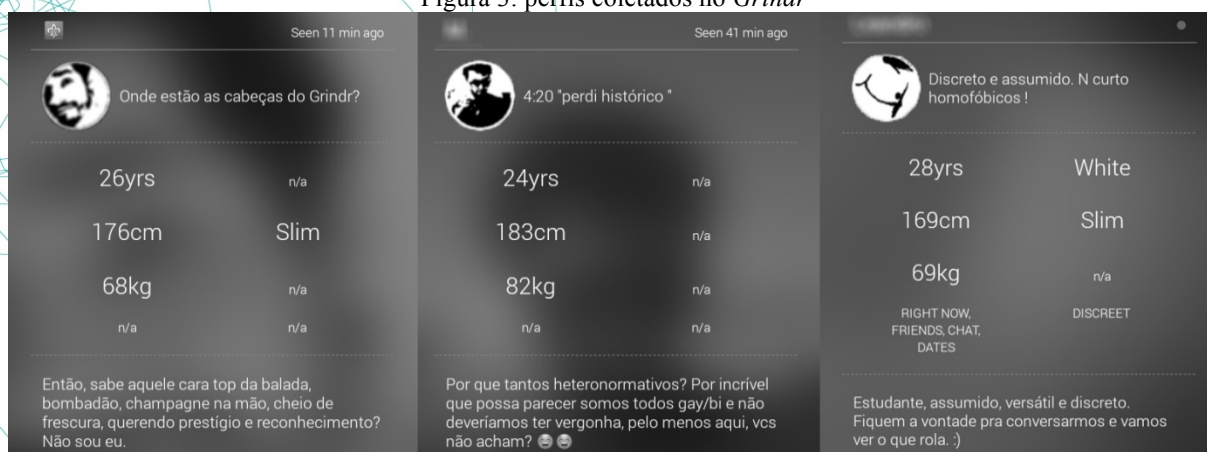 Figura 3: perfis coletados no Grindr
Seen 11 min ago
Onde estão as cabeças do Grindr?
26yrs n/a
176cm Slim
68kg n/a
n/a n/a
Então, sabe aquele cara top da balada,
bombadão, champagne na mão, cheio de
frescura, querendo prestígio e reconhecimento?
Não sou eu.
Seen 41 min ago
4:20 "perdi histórico "
24yrs n/a
183cm n/a
82kg n/a
n/a n/a
Por que tantos heteronormativos? Por incrível
que possa parecer somos todos gay/bi e não
deveríamos ter vergonha, pelo menos aqui, vcs
não acham? 😂😂
Discreto e assumido. N curto
homofóbicos !
28yrs White
169cm Slim
69kg n/a
RIGHT NOW, DISCREET
FRIENDS, CHAT,
DATES
Estudante, assumido, versátil e discreto.
Fiquem a vontade pra conversarmos e vamos
ver o que rola. :)